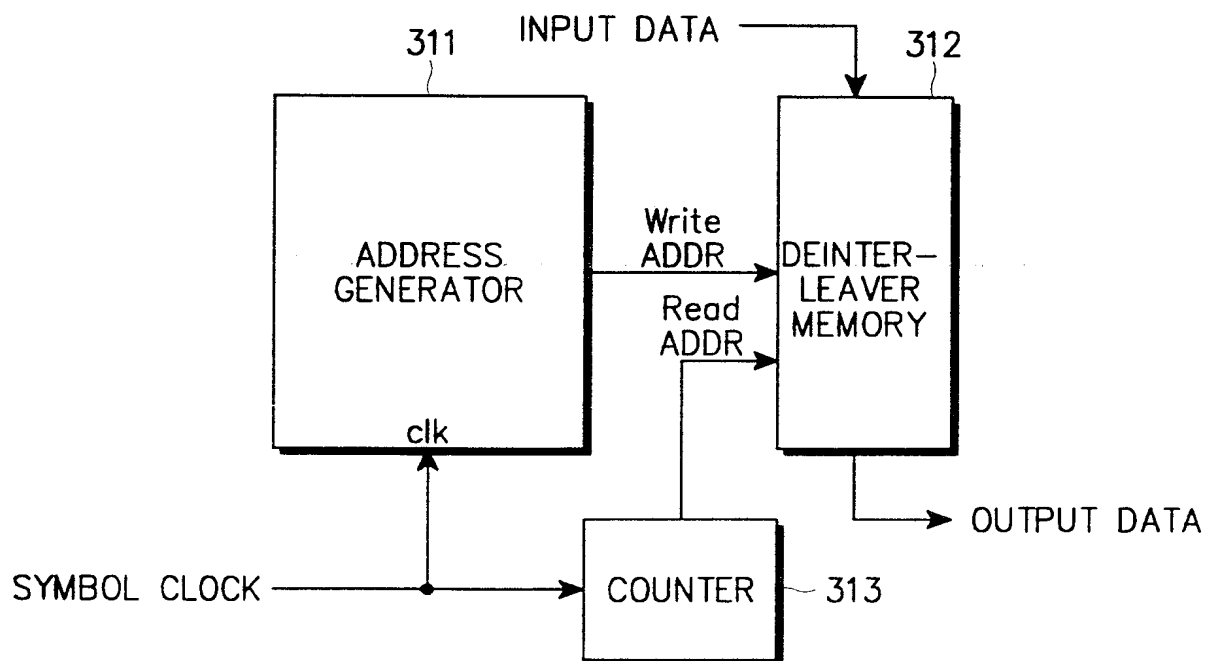 INPUT DATA
311
312
ADDRESS
GENERATOR
Write
ADDR
Read
ADDR
DEINTER-
LEAVER
MEMORY
clk
OUTPUT DATA
SYMBOL CLOCK
COUNTER
313